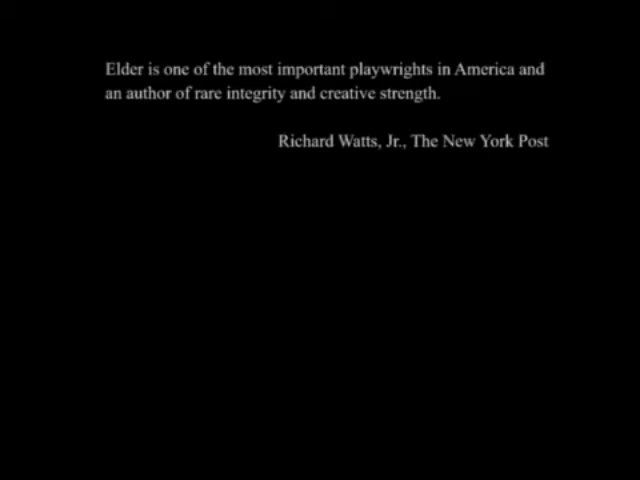 Elder is one of the most important playwrights in America and
an author of rare integrity and creative strength.
Richard Watts, Jr., The New York Post